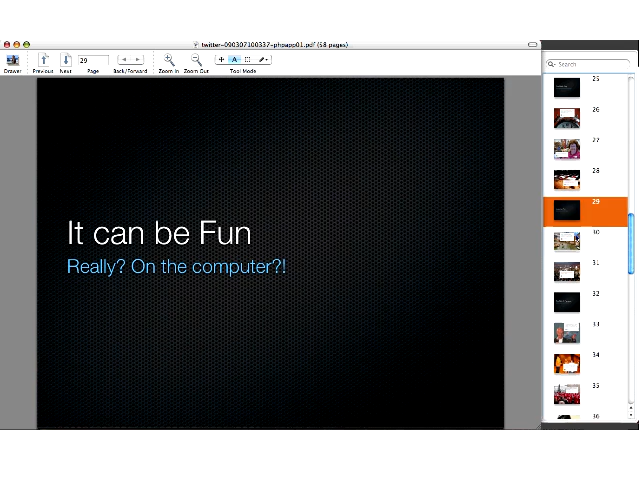 twitter-090307100337-phpapp01.pdf (58 pages)
29
Drawer Previous Next Page Back/Forward Zoom In Zoom Out Tool Mode
A
Search
It can be Fun
Really? On the computer?!
25
26
27
28
29
30
31
32
33
34
35
36